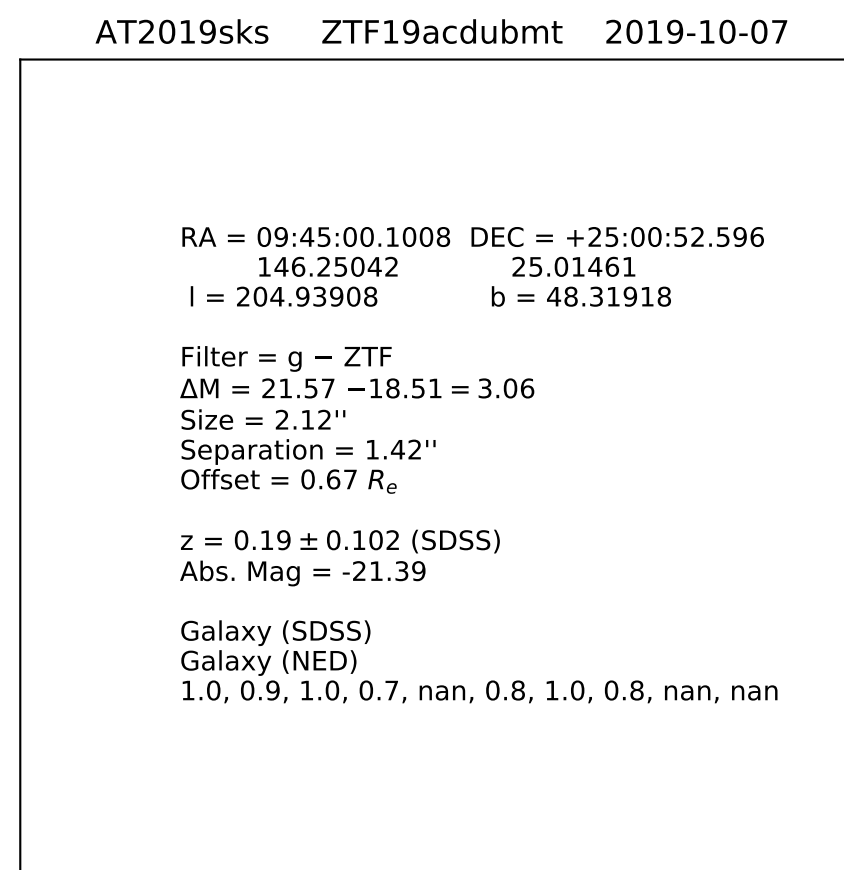 AT2019sks ZTF19acdubmt 2019-10-07
RA = 09:45:00.1008 DEC = +25:00:52.596
146.25042 25.01461
l = 204.93908 b = 48.31918
Filter = g − ZTF
ΔM = 21.57 −18.51 = 3.06
Size = 2.12''
Separation = 1.42''
Offset = 0.67 Re
z = 0.19 ± 0.102 (SDSS)
Abs. Mag = -21.39
Galaxy (SDSS)
Galaxy (NED)
1.0, 0.9, 1.0, 0.7, nan, 0.8, 1.0, 0.8, nan, nan